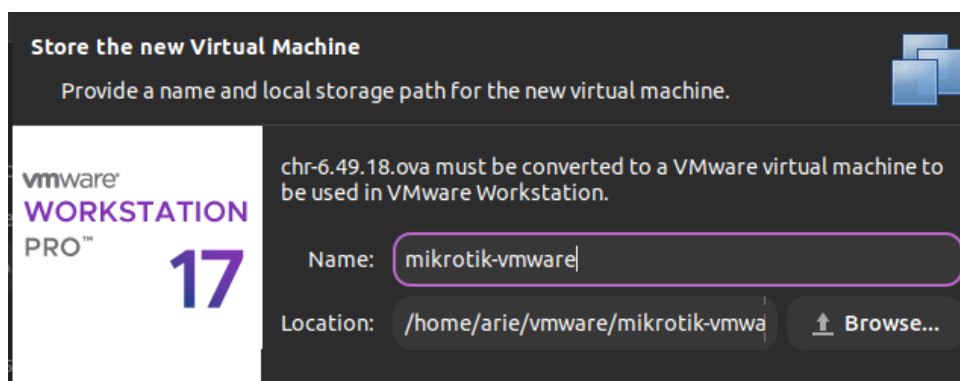 Store the new Virtual Machine
Provide a name and local storage path for the new virtual machine.
vmware®
WORKSTATION
PRO™
17
chr-6.49.18.ova must be converted to a VMware virtual machine to
be used in VMware Workstation.
Name: mikrotik-vmware
Location: /home/arie/vmware/mikrotik-vmwa Browse...